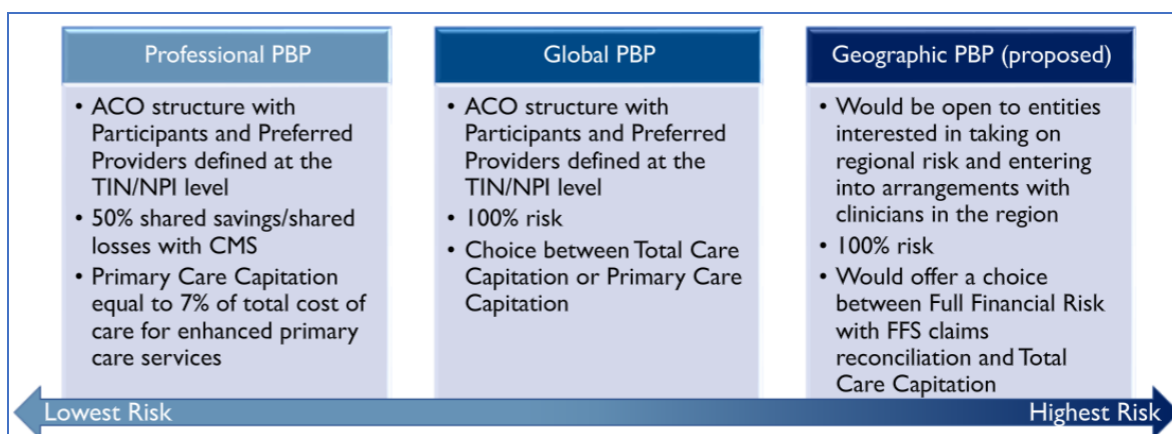 Professional PBP
• ACO structure with
Participants and Preferred
Providers defined at the
TIN/NPI level
• 50% shared savings/shared
losses with CMS
• Primary Care Capitation
equal to 7% of total cost of
care for enhanced primary
care services
Global PBP
• ACO structure with
Participants and Preferred
Providers defined at the
TIN/NPI level
• 100% risk
• Choice between Total Care
Capitation or Primary Care
Capitation
Geographic PBP (proposed)
• Would be open to entities
interested in taking on
regional risk and entering
into arrangements with
clinicians in the region
• 100% risk
• Would offer a choice
between Full Financial Risk
with FFS claims
reconciliation and Total
Care Capitation
Lowest Risk
Highest Risk